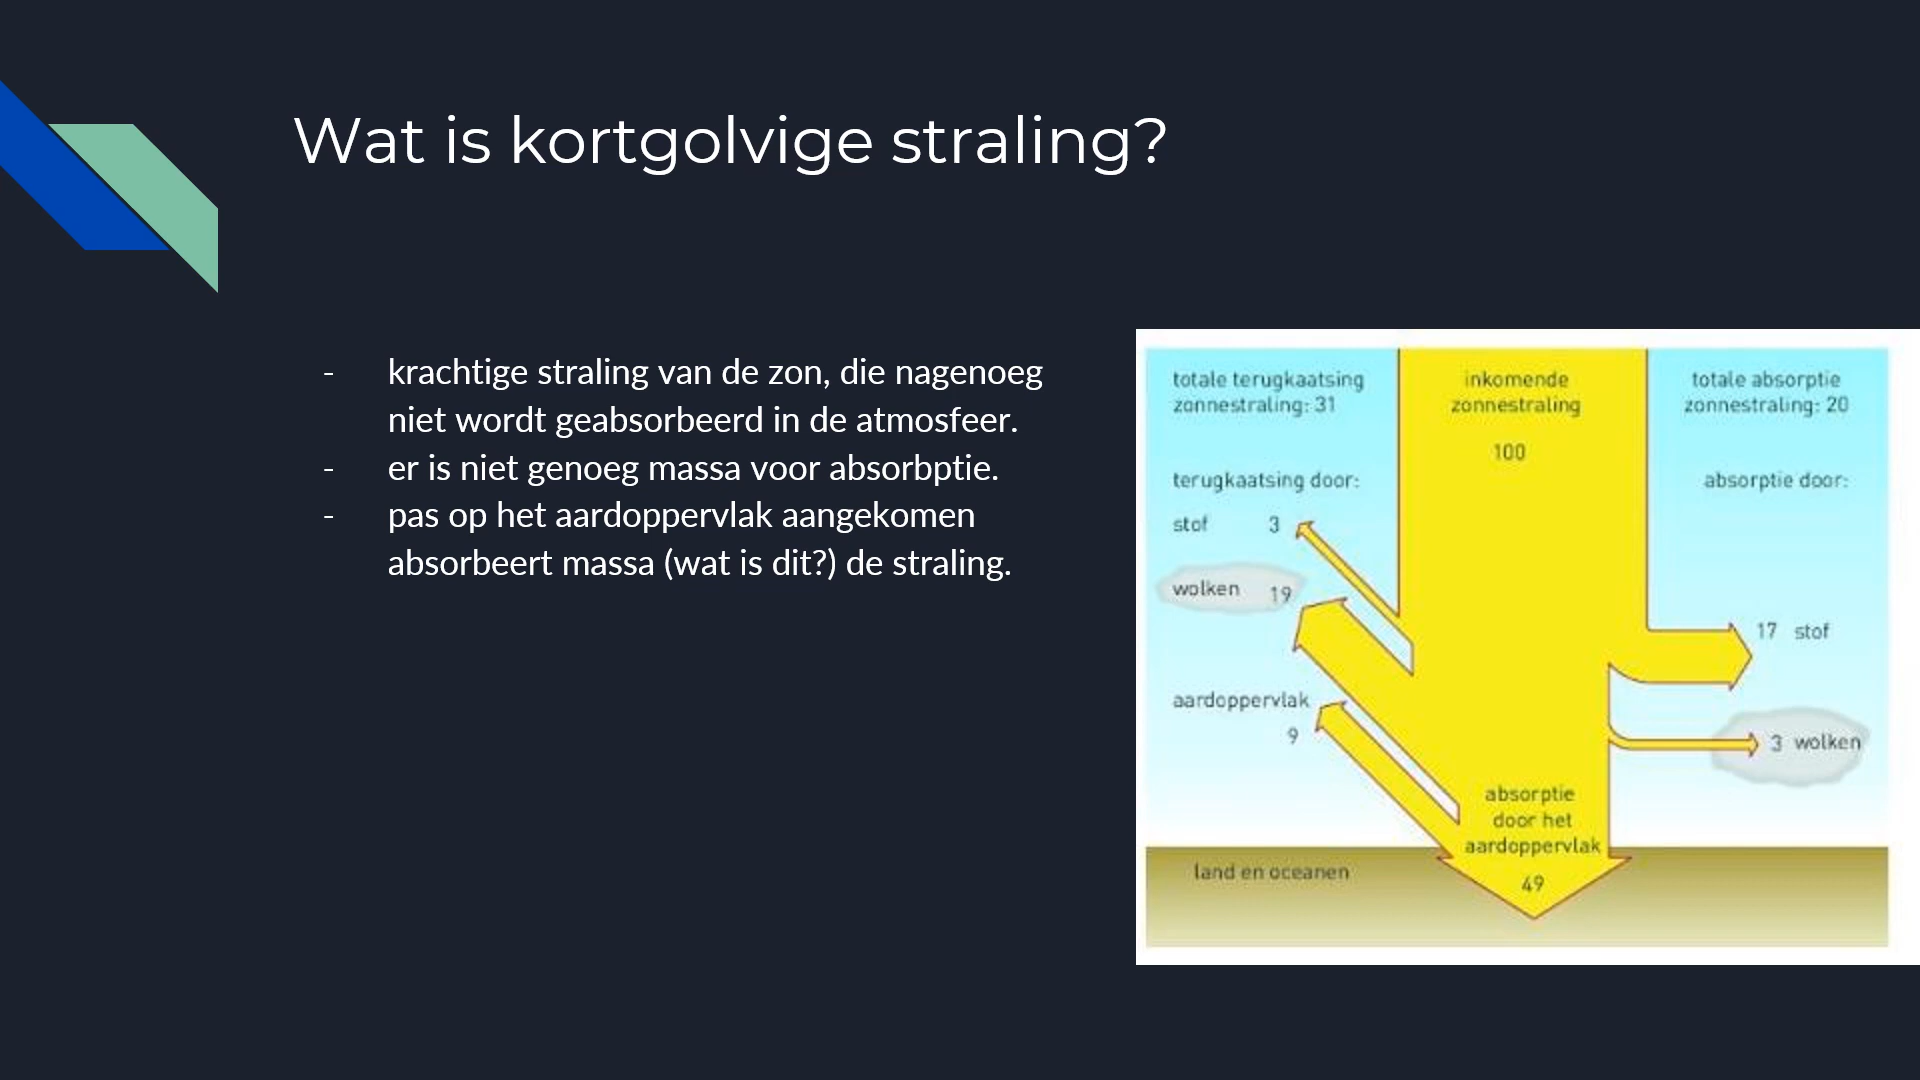 Wat is kortgolvige straling?
- krachtige straling van de zon, die nagenoeg
niet wordt geabsorbeerd in de atmosfeer.
- er is niet genoeg massa voor absorbptie.
- pas op het aardoppervlak aangekomen
absorbeert massa (wat is dit?) de straling.
totale terugkaatsing
zonnestraling: 31
terugkaatsing door:
stof 3
wolken 19
aardoppervlak
9
inkomende
zonnestraling
100
totale absorptie
zonnestraling: 20
absorptie door:
17 stof
3 wolken
absorptie
door het
aardoppervlak
49
land en oceanen